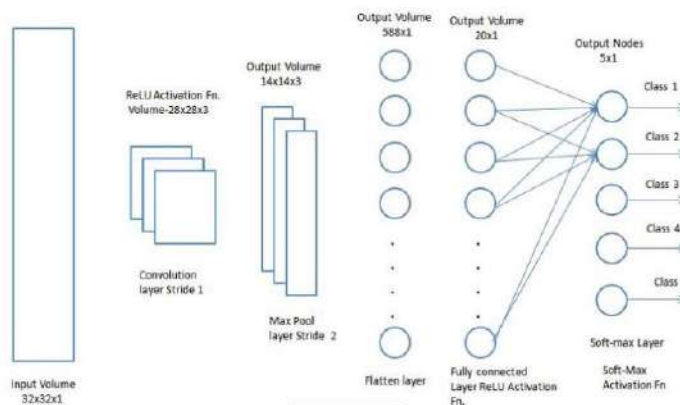 Input Volume
32x32x1
ReLU Activation Fn.
Volume-28x28x3
Convolution
layer Stride 1
Output Volume
14x14x3
Max Pool
layer Stride 2
Output Volume
588x1
Flatten layer
Output Volume
20x1
Fully connected
Layer ReLU Activation
Fn.
Output Nodes
5x1
Class 1
Class 2
Class 3
Class 4
Class
Soft-max Layer
Soft-Max
Activation Fn